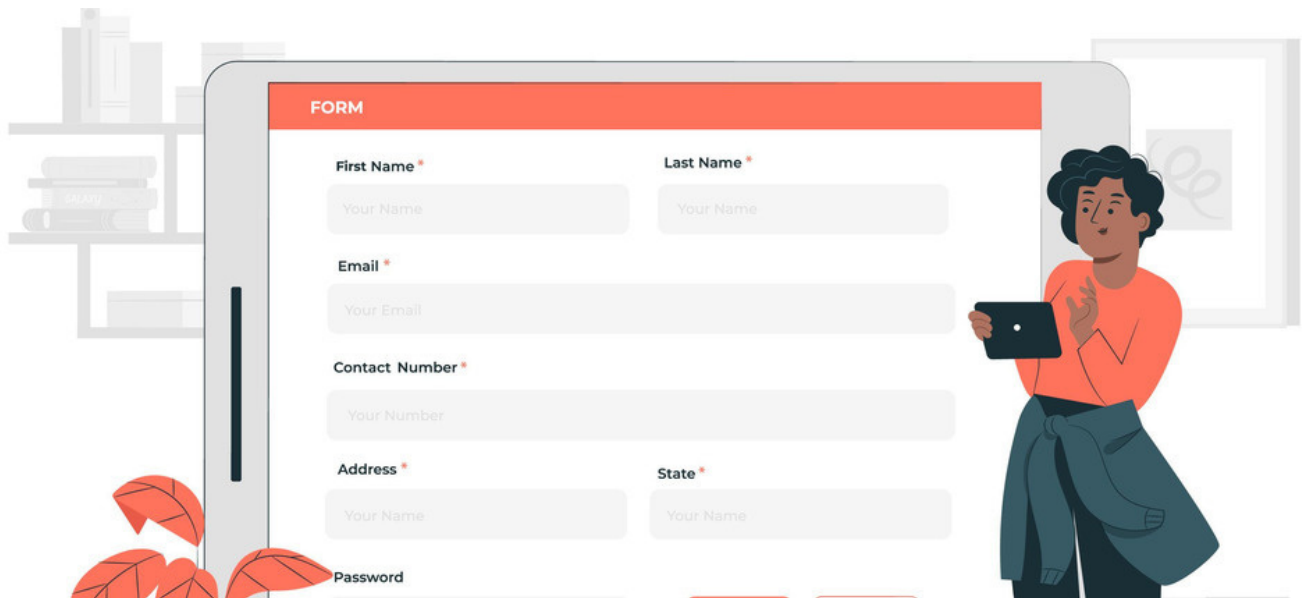 FORM
First Name *
Last Name *
Your Name
Your Name
Email *
Your Email
Contact Number *
Your Number
Address *
State *
Your Name
Your Name
Password